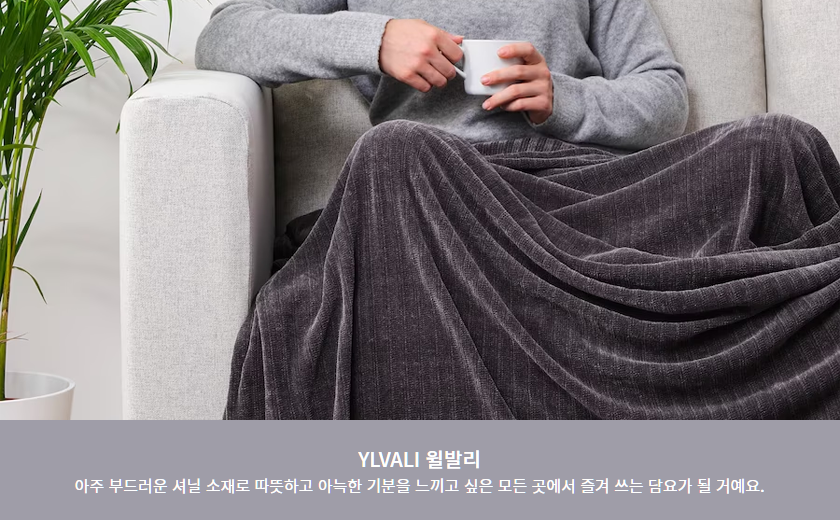 YLVALI 윌발리
아주 부드러운 셔닐 소재로 따뜻하고 아늑한 기분을 느끼고 싶은 모든 곳에서 즐겨 쓰는 담요가 될 거예요.